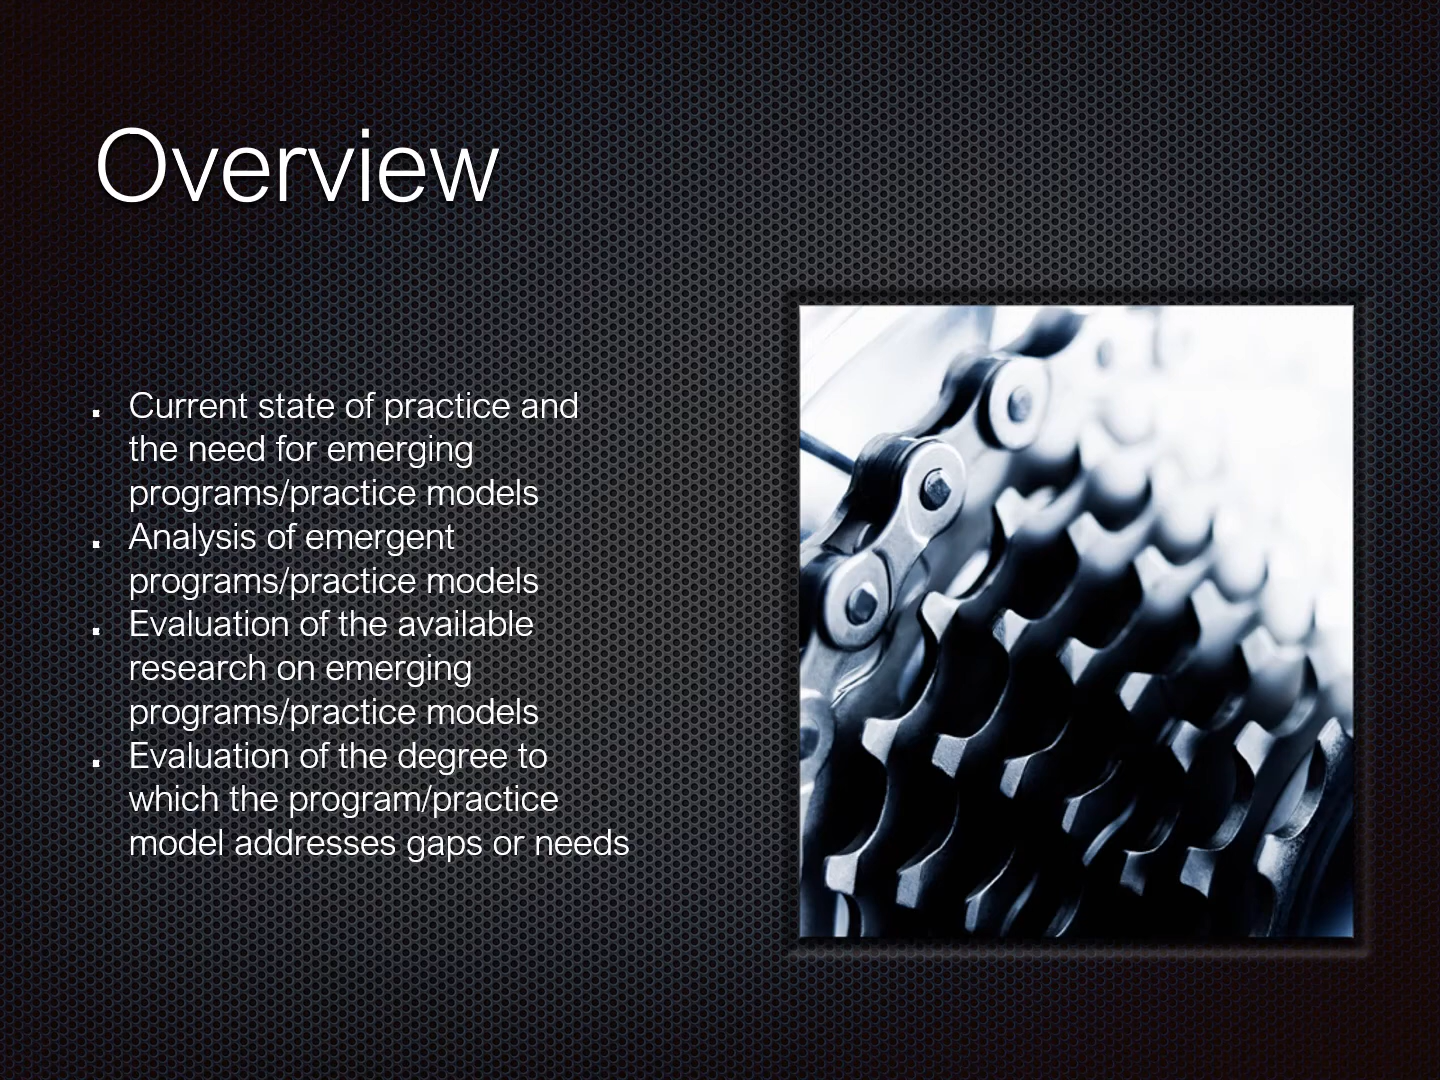 Overview
Current state of practice and
the need for emerging
programs/practice models
Analysis of emergent
programs/practice models
Evaluation of the available
research on emerging
programs/practice models
Evaluation of the degree to
which the program/practice
model addresses gaps or needs